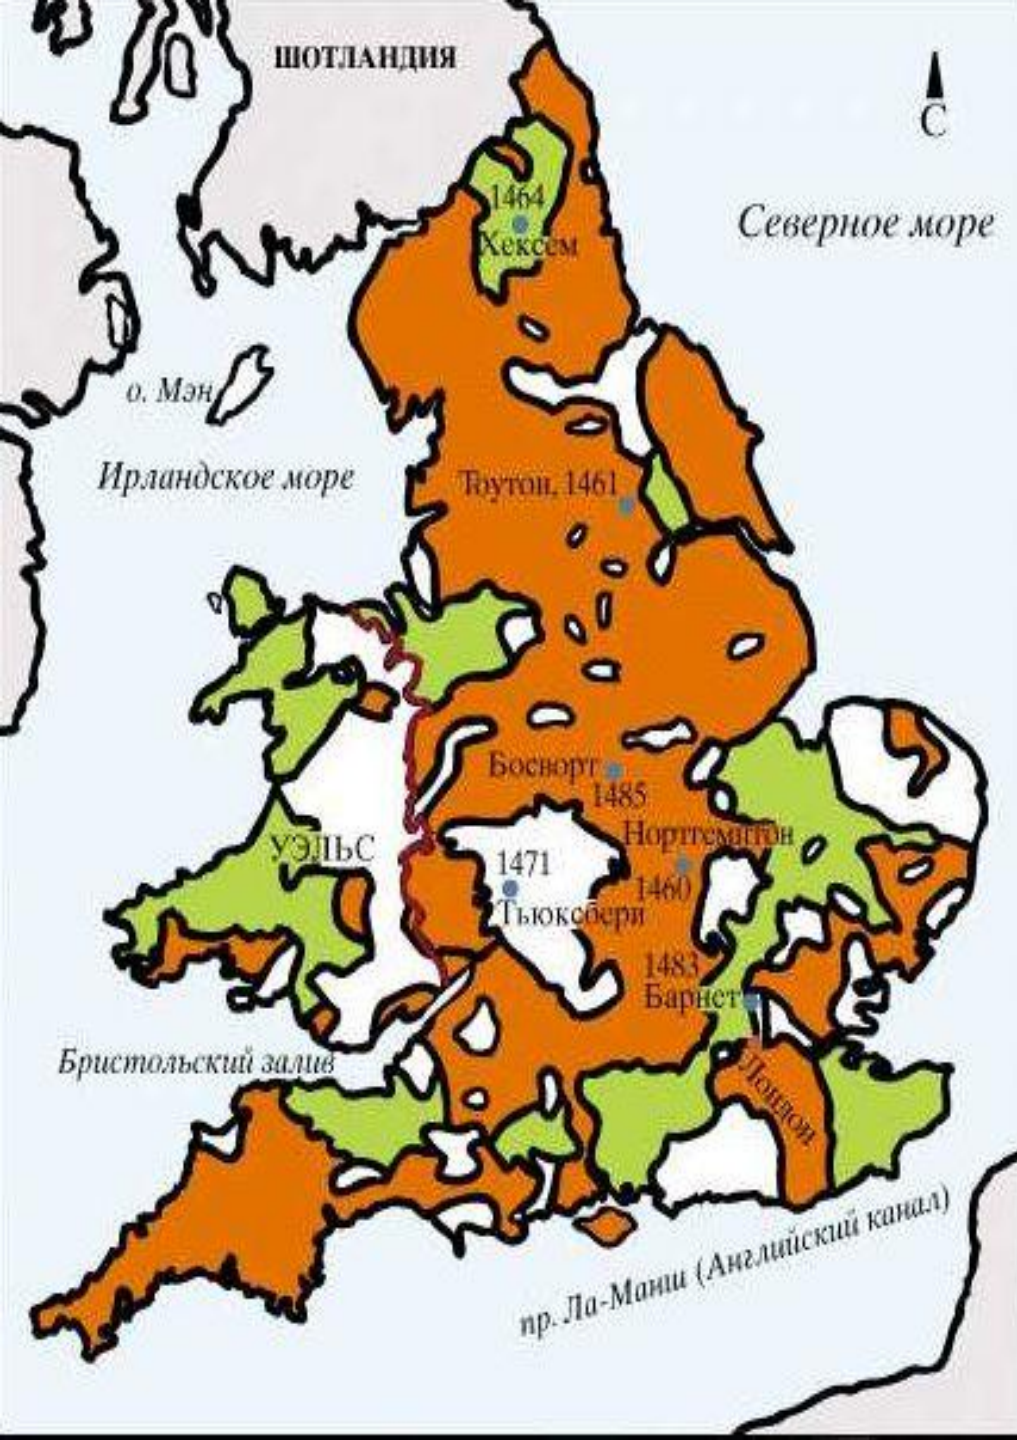 ШОТЛАНДИЯ
С
1464
Хексем
Северное море
о. Мэн
Ирландское море
Тоутон, 1461
Босворт
1485
Нортгемптон
УЭЛЬС
1471
1460
Тьюксбери
1483
Барнет
Бристольский залив
Лондон
пр. Ла-Манш (Английский канал)